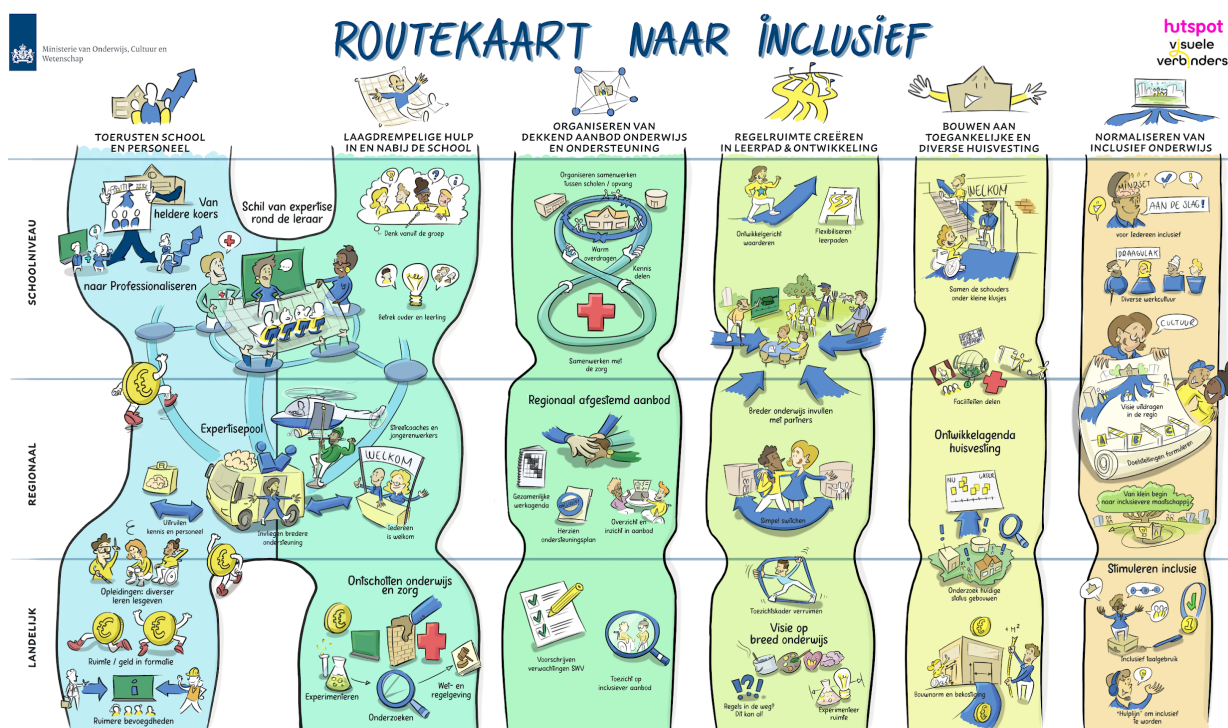 Ministerie van Onderwijs, Cultuur en
Wetenschap
ROUTEKAART NAAR INCLUSIEF
hutspot
visuele
verbinders
TOERUSTEN SCHOOL
EN PERSONEEL
LAAGDREMPELIGE HULP
IN EN NABIJ DE SCHOOL
ORGANISEREN VAN
DEKKEND AANBOD ONDERWIJS
EN ONDERSTEUNING
REGELRUIMTE CREËREN
IN LEERPAD & ONTWIKKELING
BOUWEN AAN
TOEGANKELIJKE EN
DIVERSE HUISVESTING
NORMALISEREN VAN
INCLUSIEF ONDERWIJS
SCHOOLNIVEAU
Van
heldere koers
naar Professionaliseren
Schil van expertise
rond de leraar
Denk vanuit de groep
Betrek ouder en leerling
Organiseren samenwerken
Tussen scholen / opvang
Warm
overdragen
Kennis
delen
Samenwerken met
de zorg
Ontwikkelgericht
waarderen
Flexibiliseren
leerpaden
Breder onderwijs invullen
met partners
WELKOM
Samen de schouders
onder kleine klusjes
Faciliteiten delen
MINDSET
AAN DE SLAG!
voor Iedereen inclusief
DRAAGVLAK
Diverse werkcultuur
CULTUUR
REGIONAAL
Expertisepool
Uitruilen
kennis en personeel
Invliegen bredere
ondersteuning
Streetcoaches en
jongerenwerkers
WELKOM
Iedereen
is welkom
Regionaal afgestemd aanbod
Gezamenlijke
werkagenda
Herzien
ondersteuningsplan
Overzicht en
inzicht in aanbod
Simpel switchen
Ontwikkelagenda
huisvesting
NU
LATER
Onderzoek huidige
status gebouwen
Visie uitdragen
in de regio
A
B
C
Doelstellingen formuleren
Van klein begin
naar inclusievere maatschappij
LANDELIJK
Opleidingen: diverser
leren lesgeven
Ruimte / geld in formatie
i
Ruimere bevoegdheden
Ontschotten onderwijs
en zorg
Experimenteren
Onderzoeken
Wet- en
regelgeving
Voorschrijven
verwachtingen SWV
Toezicht op
inclusiever aanbod
Toezichtskader verruimen
Visie op
breed onderwijs
Regels in de weg?
Dit kan al!
Experimenteer
ruimte
+ M²
Bouwnorm en bekostiging
Stimuleren inclusie
Inclusief taalgebruik
"Hulplijn" om inclusief
te worden